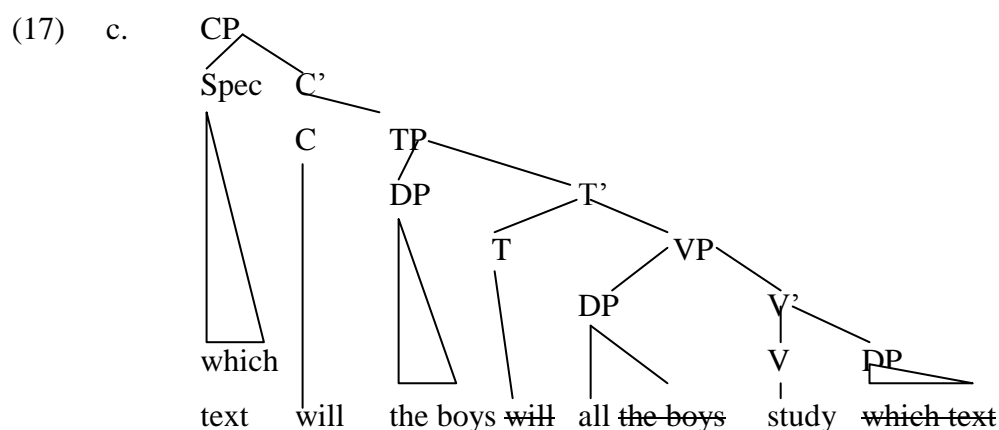 (17) c. CP
Spec C’
C TP
DP T’
T VP
DP V’
which V DP
text will the boys will all the boys study which text